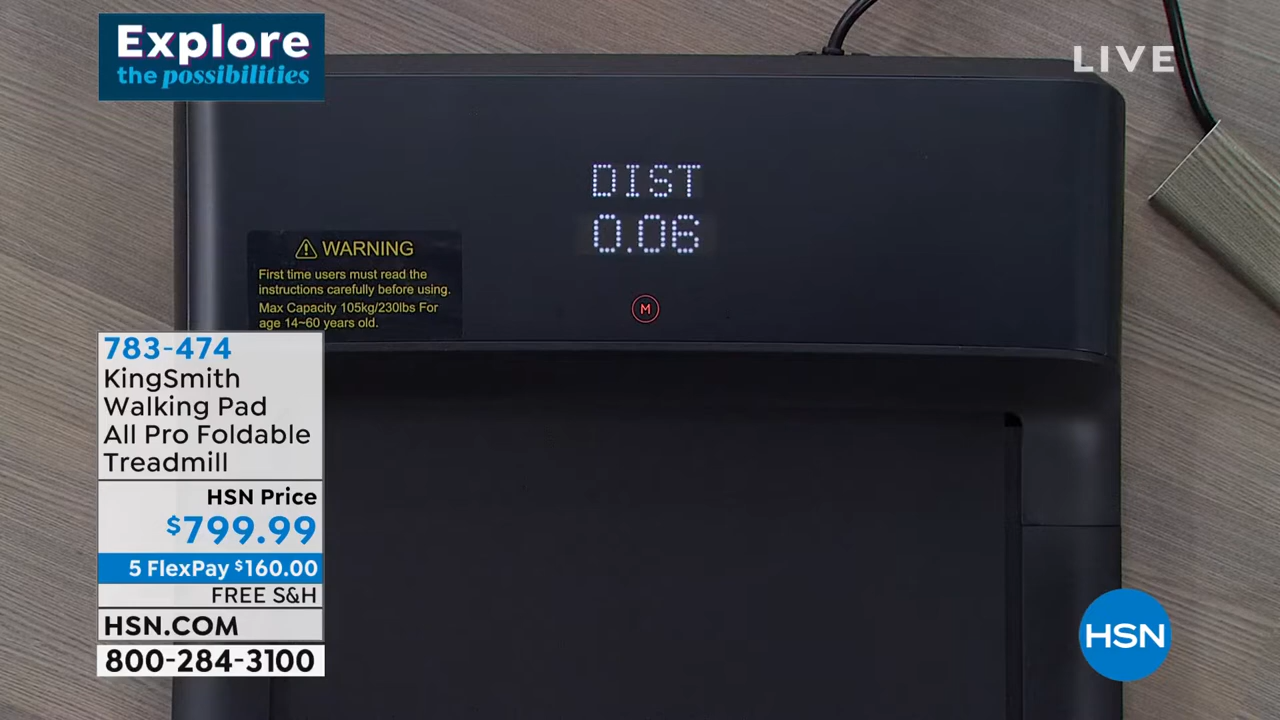 Explore
the possibilities
LIVE
DIST
0.06
WARNING
First time users must read the
instructions carefully before using.
Max Capacity 105kg/230lbs For
age 14~60 years old.
M
783-474
KingSmith
Walking Pad
All Pro Foldable
Treadmill
HSN Price
$799.99
5 FlexPay $160.00
FREE S&H
HSN.COM
800-284-3100
HSN